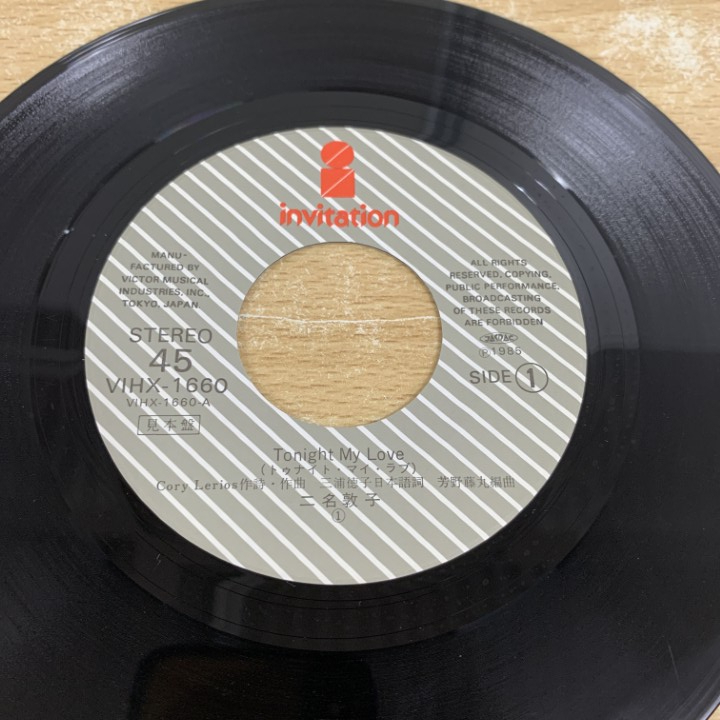 invitation
MANU-
FACTURED BY
VICTOR MUSICAL
INDUSTRIES, INC.,
TOKYO, JAPAN
STEREO
45
VIHX-1660
VIHX-1660-A
見本盤
ALL RIGHTS
RESERVED. COPYING,
PUBLIC PERFORMANCE,
BROADCASTING
OF THESE RECORDS
ARE FORBIDDEN
JASRAC
Ⓟ1985
SIDE 1
Tonight My Love
(トゥナイト・マイ・ラブ)
Cory Lerios作詩・作曲 三浦徳子日本語詞 芳野藤丸編曲
二名敦子
①